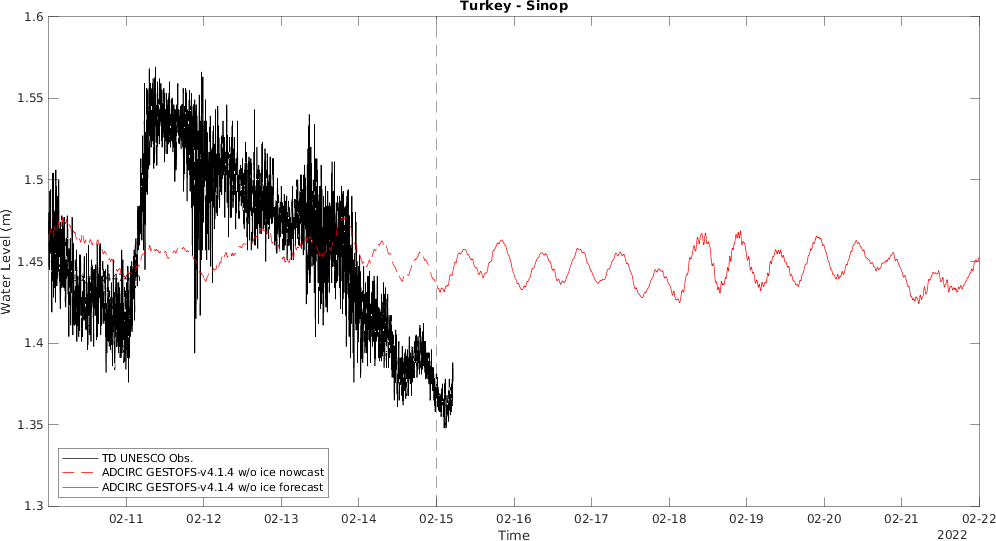 Turkey - Sinop
1.6
1.55
1.5
1.45
1.4
1.35
1.3
Water Level (m)
TD UNESCO Obs.
ADCIRC GESTOFS-v4.1.4 w/o ice nowcast
ADCIRC GESTOFS-v4.1.4 w/o ice forecast
02-11 02-12 02-13 02-14 02-15 02-16 02-17 02-18 02-19 02-20 02-21 02-22
Time
2022